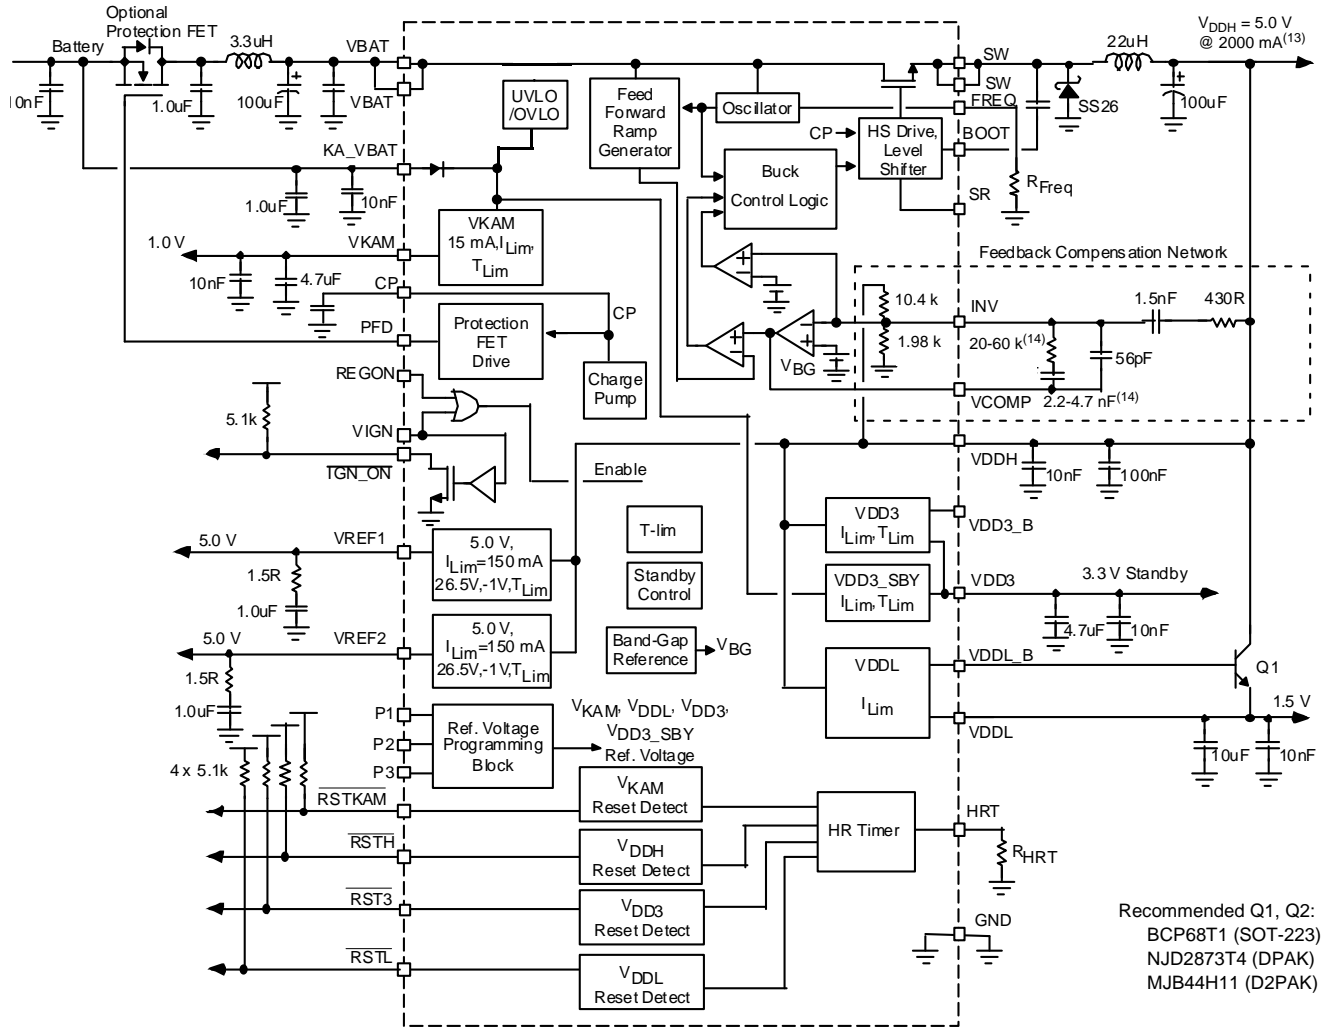 Optional
Protection FET
Battery
3.3uH
VBAT
SW
22uH
VDDH = 5.0 V
@ 2000 mA(13)
10nF
1.0uF
100uF
VBAT
UVLO
/OVLO
Feed
Forward
Ramp
Generator
Oscillator
SW
FREQ
SS26
100uF
CP
HS Drive,
Level
Shifter
BOOT
KA_VBAT
Buck
Control Logic
RFreq
1.0uF
10nF
SR
VKAM
15 mA,ILim,
TLim
1.0 V
VKAM
10nF
4.7uF
CP
Feedback Compensation Network
10.4 k
INV
1.5nF
430R
CP
PFD
Protection
FET
Drive
1.98 k
20-60 k(14)
56pF
VBG
REGON
Charge
Pump
VCOMP
2.2-4.7 nF(14)
5.1k
VIGN
VDDH
IGN_ON
Enable
10nF
100nF
VDD3
ILim,TLim
VDD3_B
T-lim
5.0 V
VREF1
5.0 V,
ILim=150 mA
26.5V,-1V,TLim
1.5R
1.0uF
Standby
Control
VDD3_SBY
ILim,TLim
VDD3
3.3 V Standby
4.7uF
10nF
5.0 V
VREF2
5.0 V,
ILim=150 mA
26.5V,-1V,TLim
Band-Gap
Reference
VBG
1.5R
1.0uF
VDDL
ILim
VDDL_B
Q1
P1
P2
P3
Ref. Voltage
Programming
Block
VKAM, VDDL, VDD3,
VDD3_SBY
Ref. Voltage
VDDL
1.5 V
10uF
10nF
4 x 5.1k
RSTKAM
VKAM
Reset Detect
HR Timer
HRT
RSTH
VDDH
Reset Detect
RHRT
RST3
VDD3
Reset Detect
GND
RSTL
VDDL
Reset Detect
Recommended Q1, Q2:
BCP68T1 (SOT-223)
NJD2873T4 (DPAK)
MJB44H11 (D2PAK)